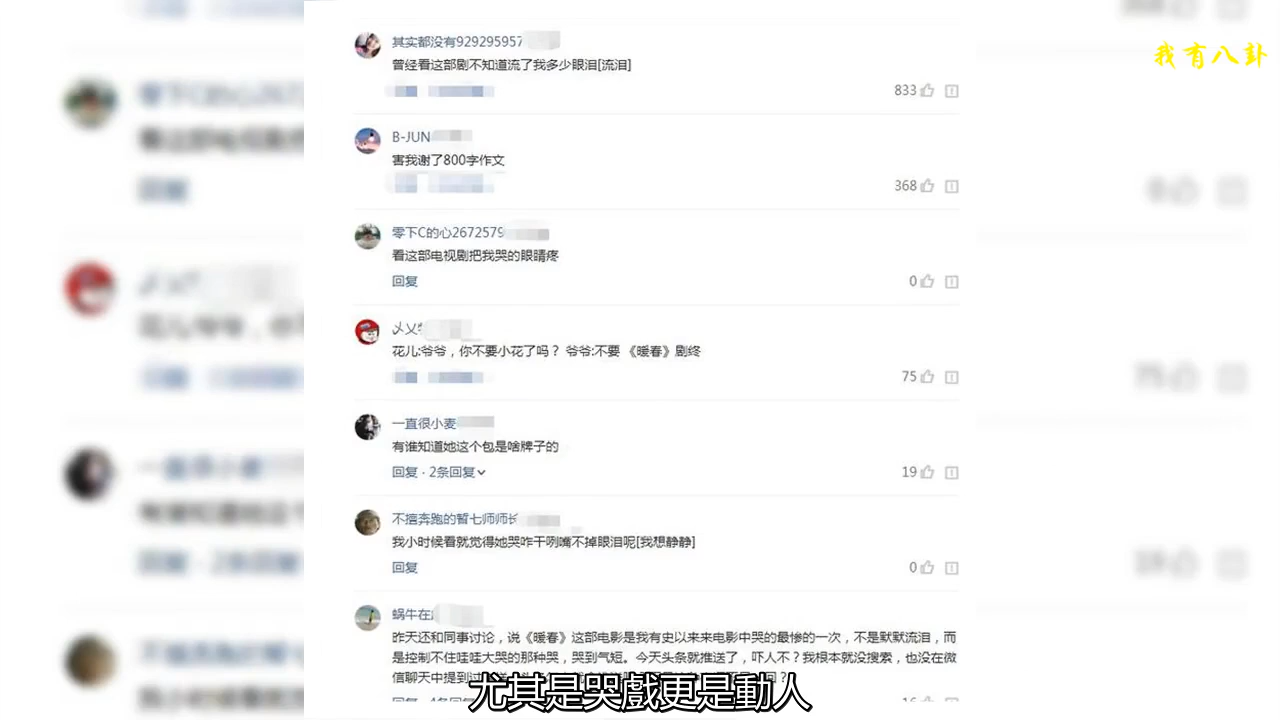 我有八卦
其实都没有929295957
曾经看这部剧不知道流了我多少眼泪[流泪]
833
B-JUN
害我谢了800字作文
368
零下C的心2672579
看这部电视剧把我哭的眼睛疼
回复
0
花儿:爷爷，你不要小花了吗？ 爷爷:不要 《暖春》剧终
75
一直很小麦
有谁知道她这个包是啥牌子的
回复 · 2条回复
19
不擅奔跑的暂七师师长
我小时候看就觉得她哭咋干咧嘴不掉眼泪呢[我想静静]
回复
0
蜗牛在
昨天还和同事讨论，说《暖春》这部电影是我有史以来来电影中哭的最惨的一次，不是默默流泪，而
是控制不住哇哇大哭的那种哭，哭到气短。今天头条就推送了，吓人不？我根本就没搜索，也没在微
信聊天中提到过
尤其是哭戲更是動人